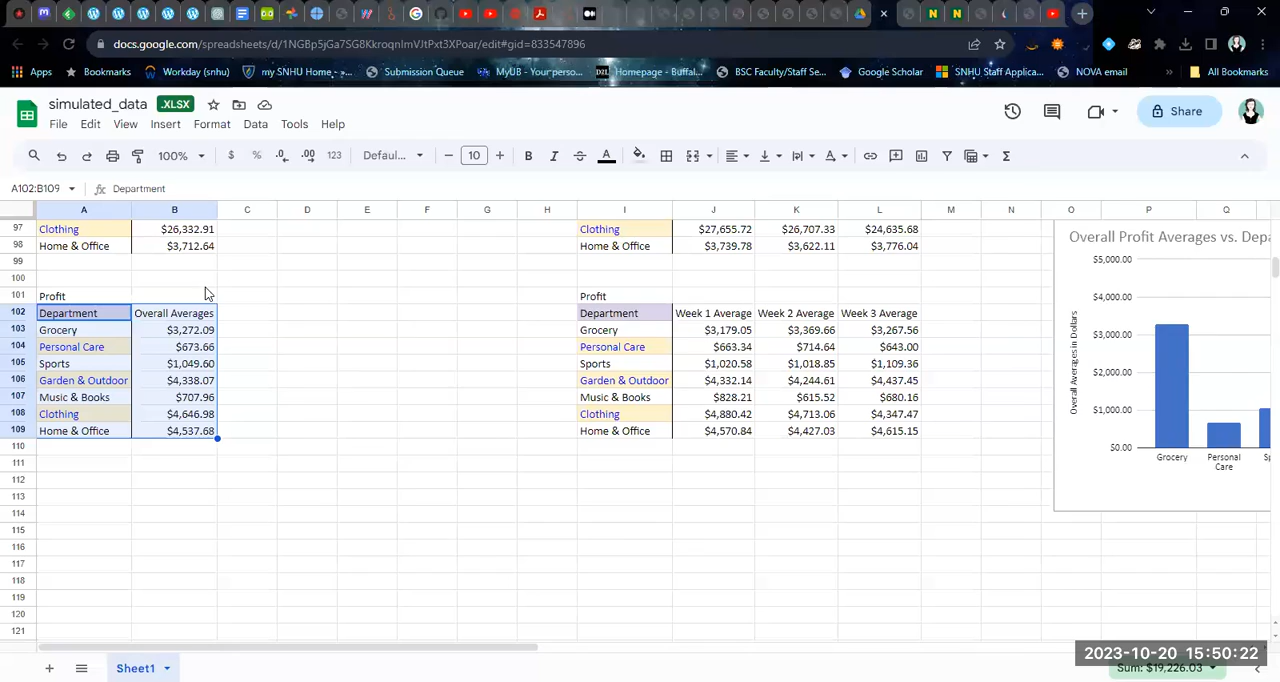 docs.google.com/spreadsheets/d/1NGBp5jGa7SG8KkroqnImVJtPxt3XPoar/edit#gid=833547896
Apps Bookmarks Workday (snhu) my SNHU Home - ... Submission Queue MyUB - Your perso... Homepage - Buffal... BSC Faculty/Staff Se... Google Scholar SNHU Staff Applica... NOVA email » All Bookmarks
simulated_data .XLSX
File Edit View Insert Format Data Tools Help
Share
100% $ % .0 .00 123 Defaul... 10 B I A Σ
A102:B109 fx Department
A B C D E F G H I J K L M N O P Q
97 Clothing $26,332.91 Clothing $27,655.72 $26,707.33 $24,635.68
98 Home & Office $3,712.64 Home & Office $3,739.78 $3,622.11 $3,776.04
99
100
101 Profit Profit
102 Department Overall Averages Department Week 1 Average Week 2 Average Week 3 Average
103 Grocery $3,272.09 Grocery $3,179.05 $3,369.66 $3,267.56
104 Personal Care $673.66 Personal Care $663.34 $714.64 $643.00
105 Sports $1,049.60 Sports $1,020.58 $1,018.85 $1,109.36
106 Garden & Outdoor $4,338.07 Garden & Outdoor $4,332.14 $4,244.61 $4,437.45
107 Music & Books $707.96 Music & Books $828.21 $615.52 $680.16
108 Clothing $4,646.98 Clothing $4,880.42 $4,713.06 $4,347.47
109 Home & Office $4,537.68 Home & Office $4,570.84 $4,427.03 $4,615.15
110
111
112
113
114
115
116
117
118
119
120
121
Overall Profit Averages vs. Depa
Overall Averages in Dollars
$5,000.00
$4,000.00
$3,000.00
$2,000.00
$1,000.00
$0.00
Grocery Personal Care Sp
Sheet1
2023-10-20 15:50:22
Sum: $19,226.03